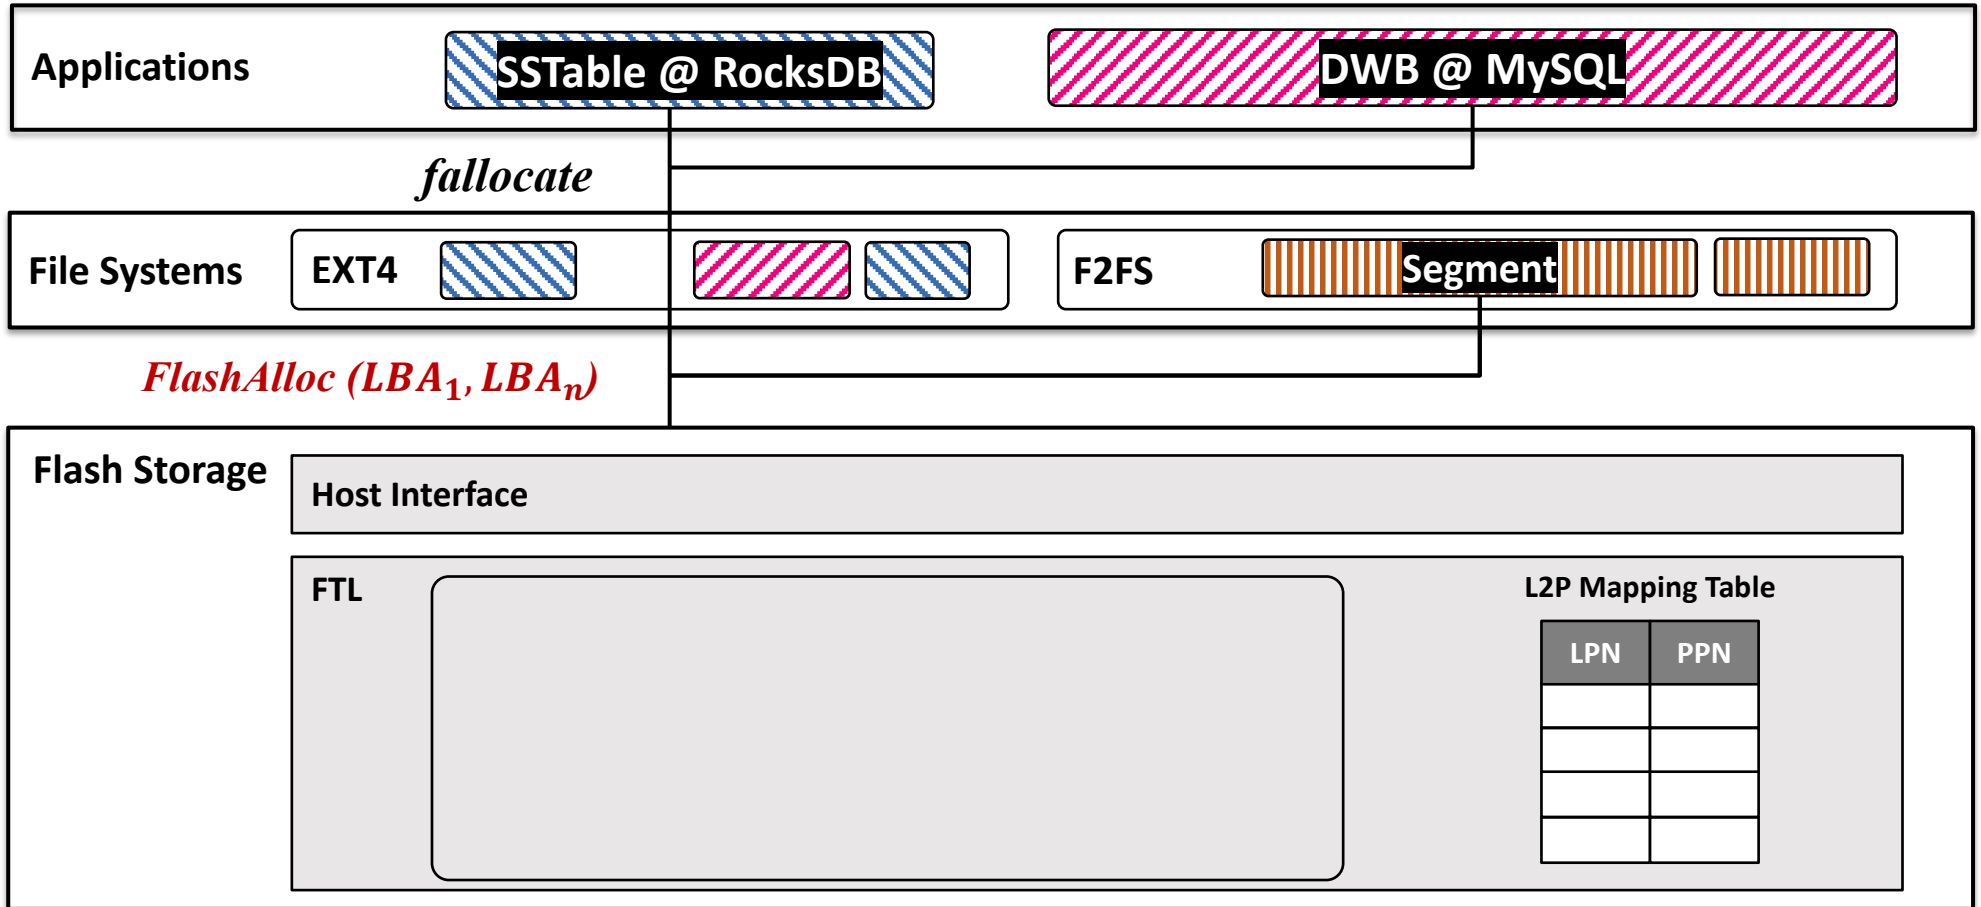 Applications
SSTable @ RocksDB
DWB @ MySQL
fallocate
File Systems
EXT4
F2FS
Segment
FlashAlloc (LBA₁, LBAₙ)
Flash Storage
Host Interface
FTL
L2P Mapping Table
LPN PPN